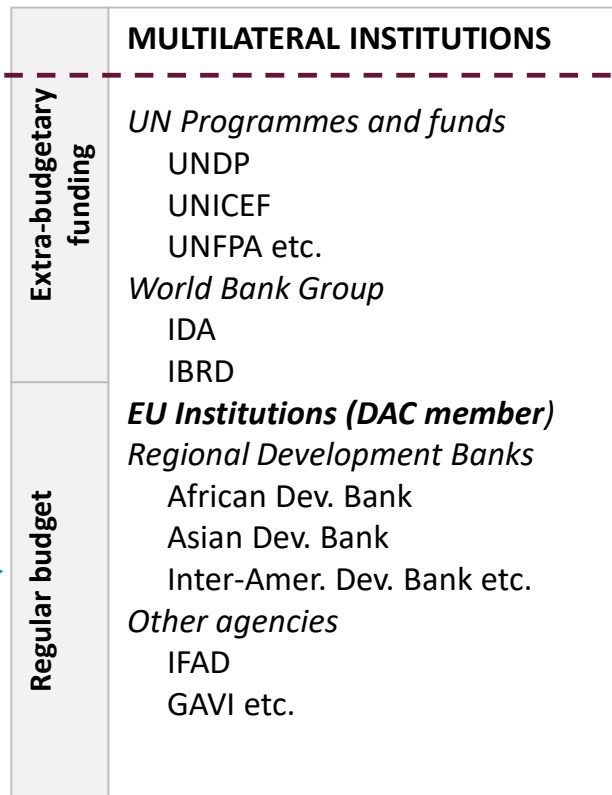 MULTILATERAL INSTITUTIONS
Extra-budgetary
funding
UN Programmes and funds
UNDP
UNICEF
UNFPA etc.
World Bank Group
IDA
IBRD
Regular budget
EU Institutions (DAC member)
Regional Development Banks
African Dev. Bank
Asian Dev. Bank
Inter-Amer. Dev. Bank etc.
Other agencies
IFAD
GAVI etc.